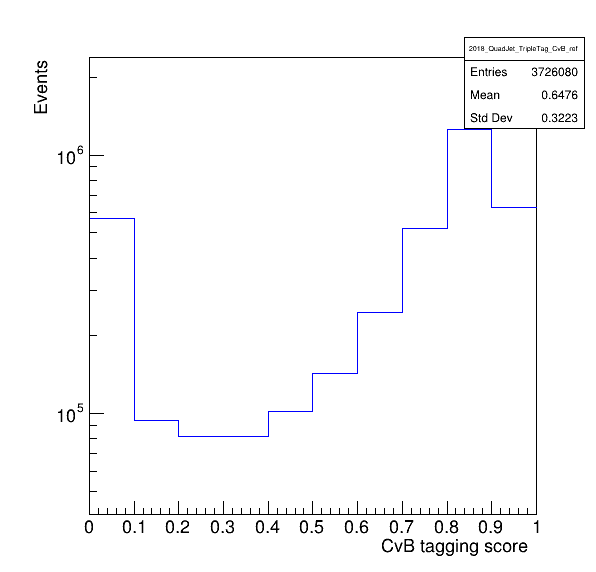 2018_QuadJet_TripleTag_CvB_ref
Entries 3726080
Mean 0.6476
Std Dev 0.3223
Events
10^6
10^5
0 0.1 0.2 0.3 0.4 0.5 0.6 0.7 0.8 0.9 1
CvB tagging score